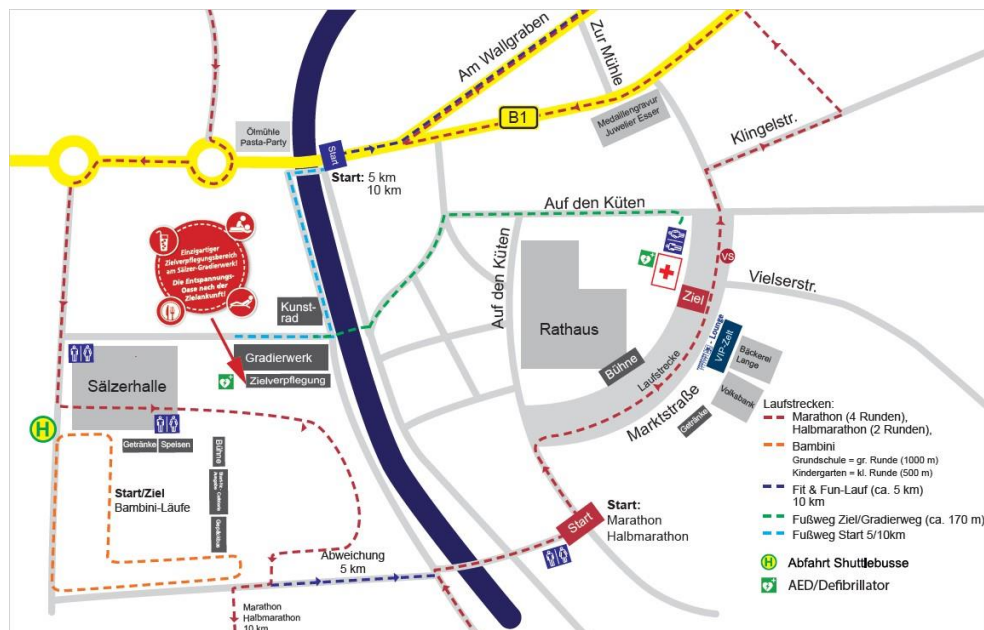 Am Wallgraben
Zur Mühle
B1
Medaillengravur
Juwelier Esser
Klingelstr.
Ölmühle
Pasta-Party
Start
Start: 5 km
10 km
Auf den Küten
Auf den Küten
Einzigartiger
Zielverpflegungsbereich
am Sälzer-Gradierwerk!
Die Entspannungs-
Oase nach der
Zielankunft!
Kunst-
rad
Gradierwerk
Zielverpflegung
Rathaus
Bühne
Ziel
VS
Vielserstr.
Lounge
VIP-Zelt
Bäckerei
Lange
Volksbank
Laufstrecke
Marktstraße
Getränke
Sälzerhalle
H
Getränke
Speisen
Bühne
Ausgabe
Start/Ziel
Bambini-Läufe
Start
Start:
Marathon
Halbmarathon
Abweichung
5 km
Marathon
Halbmarathon
10 km
Laufstrecken:
Marathon (4 Runden),
Halbmarathon (2 Runden),
Bambini
Grundschule = gr. Runde (1000 m)
Kindergarten = kl. Runde (500 m)
Fit & Fun-Lauf (ca. 5 km)
10 km
Fußweg Ziel/Gradierweg (ca. 170 m)
Fußweg Start 5/10km
H
Abfahrt Shuttlebusse
AED/Defibrillator